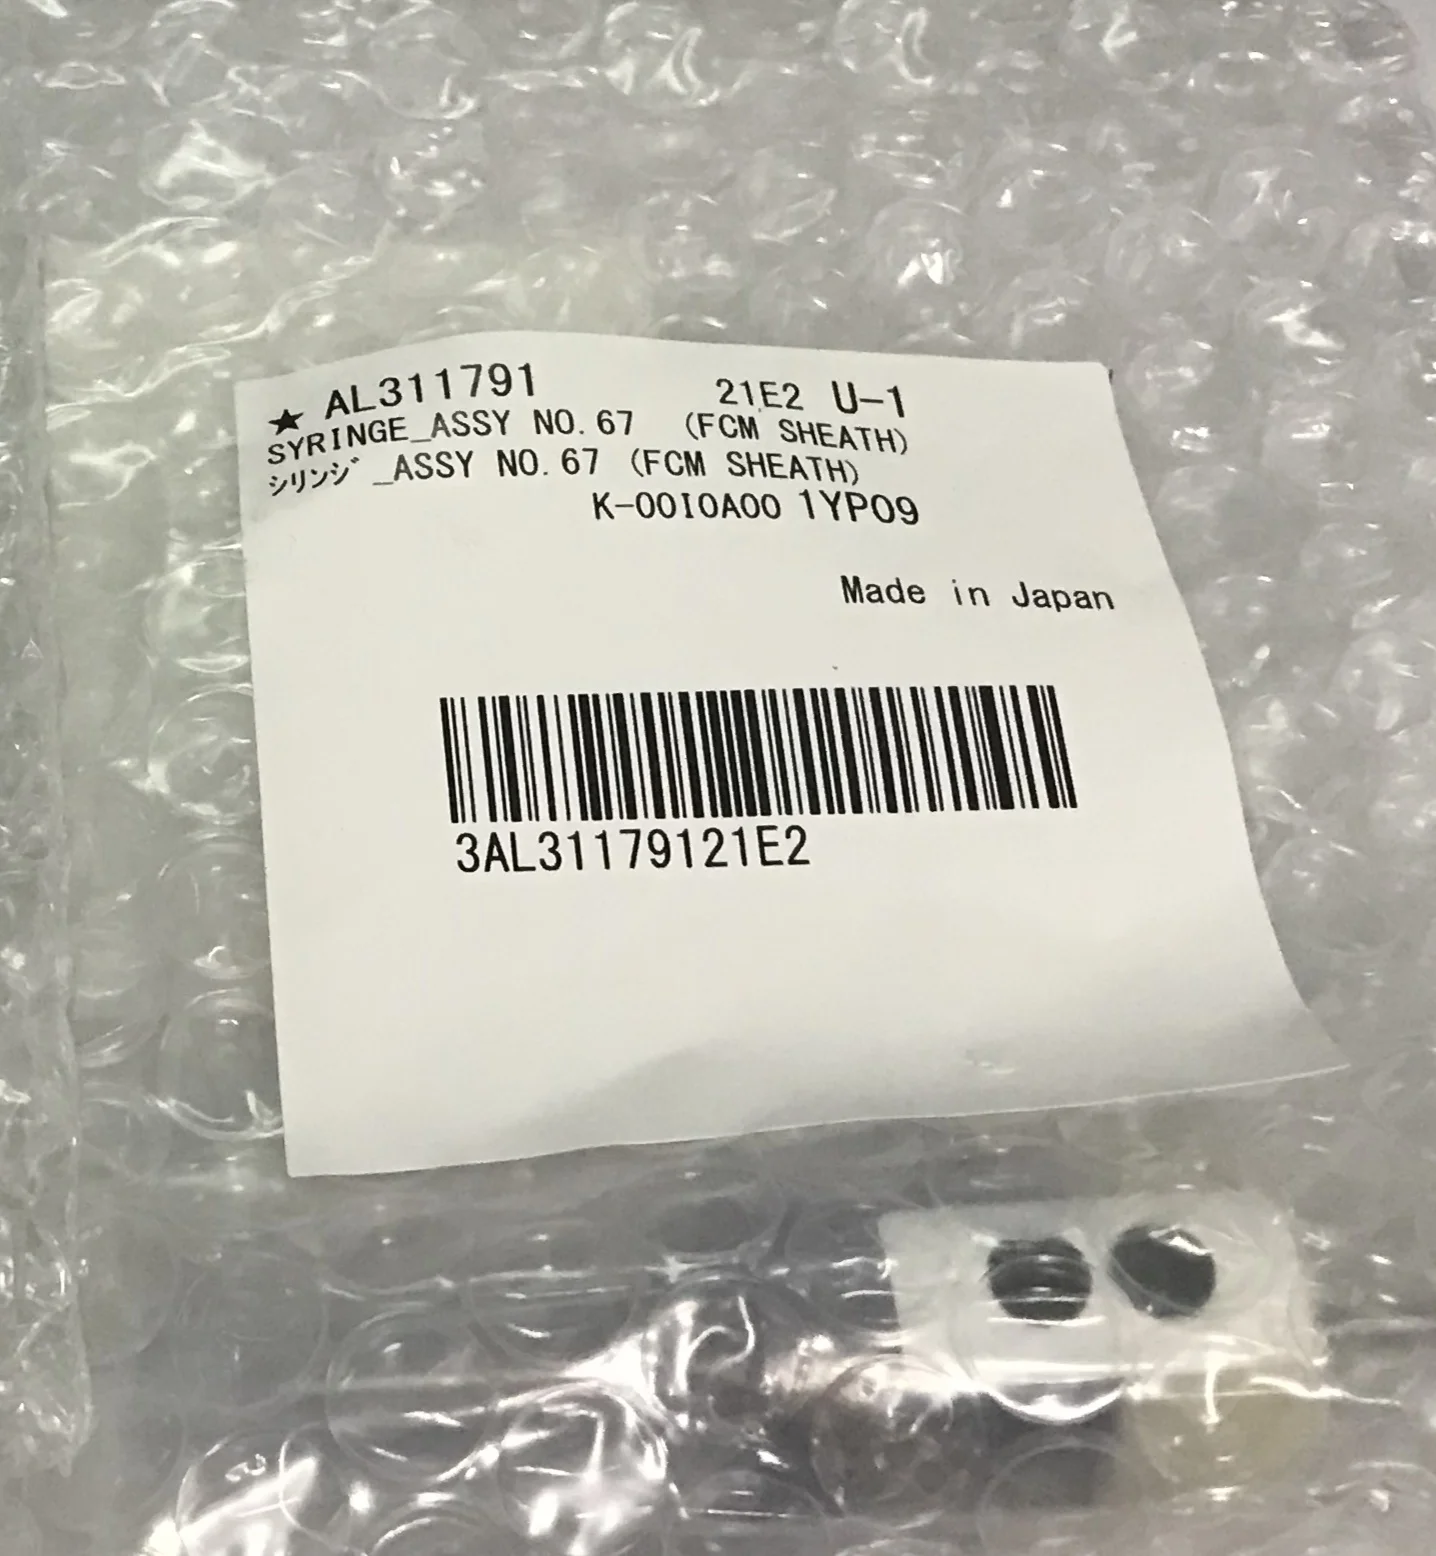 ★ AL311791 21E2 U-1
SYRINGE_ASSY NO.67 (FCM SHEATH)
シリンジ_ASSY NO.67 (FCM SHEATH)
K-00I0A00 1YP09
Made in Japan
3AL31179121E2